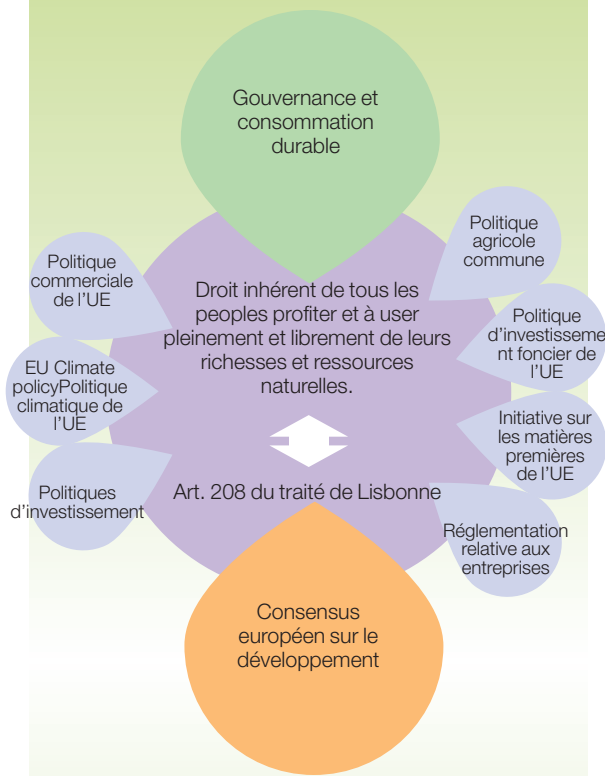 Gouvernance et
consommation
durable
Politique
commerciale
de l'UE
Politique
agricole
commune
Droit inhérent de tous les
peoples profiter et à user
pleinement et librement de leurs
richesses et ressources
naturelles.
Politique
d'investisseme
nt foncier de
l'UE
EU Climate
policyPolitique
climatique de
l'UE
Initiative sur
les matières
premières
de l'UE
Politiques
d'investissement
Art. 208 du traité de Lisbonne
Réglementation
relative aux
entreprises
Consensus
européen sur le
développement